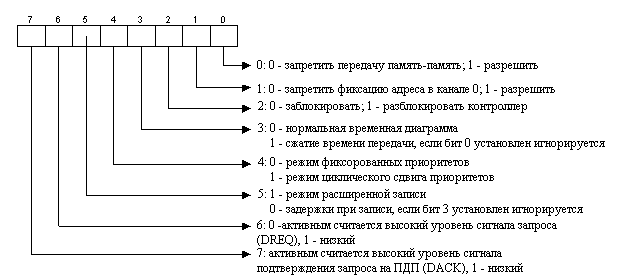 7 6 5 4 3 2 1 0
0: 0 - запретить передачу память-память; 1 - разрешить
1: 0 - запретить фиксацию адреса в канале 0; 1 - разрешить
2: 0 - заблокировать; 1 - разблокировать контроллер
3: 0 - нормальная временная диаграмма
1 - сжатие времени передачи, если бит 0 установлен игнорируется
4: 0 - режим фиксорованных приоритетов
1 - режим циклического сдвига приоритетов
5: 1 - режим расширенной записи
0 - задержки при записи, если бит 3 установлен игнорируется
6: 0 -активным считается высокий уровень сигнала запроса
(DREQ), 1 - низкий
7: активным считается высокий уровень сигнала
подтверждения запроса на ПДП (DACK), 1 - низкий